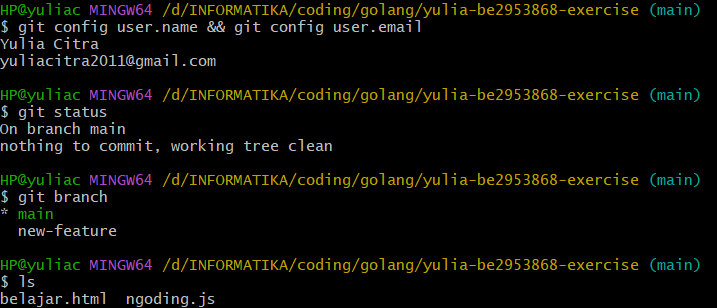 HP@yuliac MINGW64 /d/INFORMATIKA/coding/golang/yulia-be2953868-exercise (main)
$ git config user.name && git config user.email
Yulia Citra
yuliacitra2011@gmail.com
HP@yuliac MINGW64 /d/INFORMATIKA/coding/golang/yulia-be2953868-exercise (main)
$ git status
On branch main
nothing to commit, working tree clean
HP@yuliac MINGW64 /d/INFORMATIKA/coding/golang/yulia-be2953868-exercise (main)
$ git branch
* main
  new-feature
HP@yuliac MINGW64 /d/INFORMATIKA/coding/golang/yulia-be2953868-exercise (main)
$ ls
belajar.html  ngoding.js